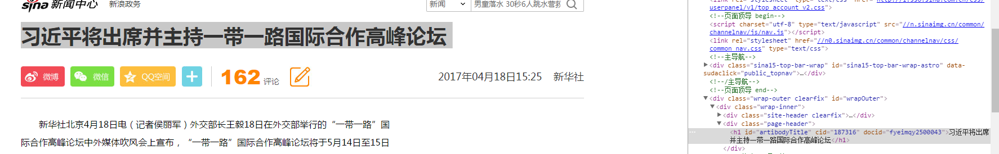 sina 新闻中心 新浪政务 新闻 男童落水 30秒6人跳水营救
习近平将出席并主持一带一路国际合作高峰论坛
微博 微信 QQ空间 162 评论 2017年04月18日15:25 新华社
新华社北京4月18日电（记者侯丽军）外交部长王毅18日在外交部举行的“一带一路”国
际合作高峰论坛中外媒体吹风会上宣布，“一带一路”国际合作高峰论坛将于5月14日至15日
<link rel="stylesheet" type="text/css" href="http://i.sso.sina.com.cn/css/
userpanel/v1/top_account_v2.css">
<!--页面顶导 begin-->
<script charset="utf-8" type="text/javascript" src="//n.sinaimg.cn/common/
channelnav/js/nav.js"></script>
<link rel="stylesheet" href="//n0.sinaimg.cn/common/channelnav/css/
common_nav.css" type="text/css">
<!--主导航-->
<div class="sina15-top-bar-wrap" id="sina15-top-bar-wrap-astro" data-
sudaclick="public_topnav">…</div>
<!--/主导航-->
<!--页面顶导 end-->
<div class="wrap-outer clearfix" id="wrapOuter">
<div class="wrap-inner">
<div class="site-header clearfix">…</div>
<div class="page-header">
<h1 id="artibodyTitle" cid="187316" docid="fyeimqy2500043">习近平将出席
并主持一带一路国际合作高峰论坛</h1>
</div>